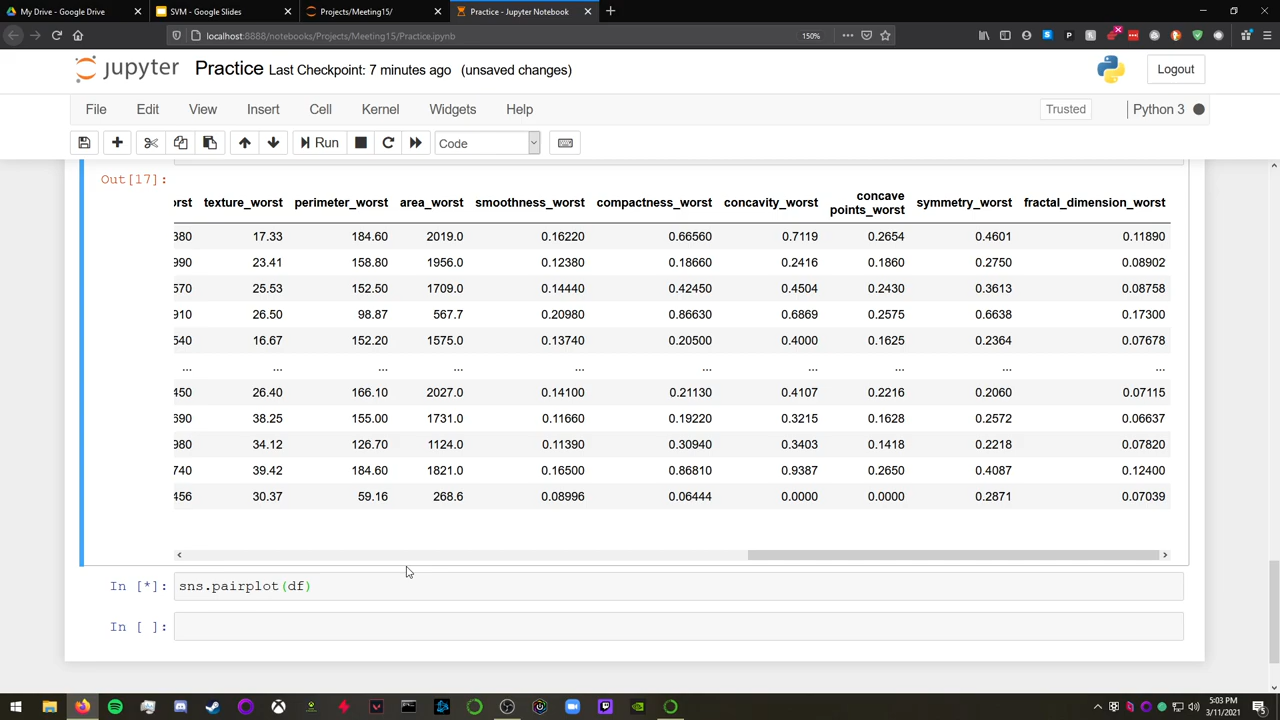 My Drive - Google Drive
SVM - Google Slides
Projects/Meeting15/
Practice - Jupyter Notebook
localhost:8888/notebooks/Projects/Meeting15/Practice.ipynb
150%
jupyter Practice Last Checkpoint: 7 minutes ago (unsaved changes)
Logout
File Edit View Insert Cell Kernel Widgets Help
Trusted
Python 3
Run
Code
Out[17]:
orst texture_worst perimeter_worst area_worst smoothness_worst compactness_worst concavity_worst concave points_worst symmetry_worst fractal_dimension_worst
380 17.33 184.60 2019.0 0.16220 0.66560 0.7119 0.2654 0.4601 0.11890
990 23.41 158.80 1956.0 0.12380 0.18660 0.2416 0.1860 0.2750 0.08902
570 25.53 152.50 1709.0 0.14440 0.42450 0.4504 0.2430 0.3613 0.08758
910 26.50 98.87 567.7 0.20980 0.86630 0.6869 0.2575 0.6638 0.17300
540 16.67 152.20 1575.0 0.13740 0.20500 0.4000 0.1625 0.2364 0.07678
... ... ... ... ... ... ... ... ... ...
450 26.40 166.10 2027.0 0.14100 0.21130 0.4107 0.2216 0.2060 0.07115
690 38.25 155.00 1731.0 0.11660 0.19220 0.3215 0.1628 0.2572 0.06637
980 34.12 126.70 1124.0 0.11390 0.30940 0.3403 0.1418 0.2218 0.07820
740 39.42 184.60 1821.0 0.16500 0.86810 0.9387 0.2650 0.4087 0.12400
456 30.37 59.16 268.6 0.08996 0.06444 0.0000 0.0000 0.2871 0.07039
In [*]: sns.pairplot(df)
In [ ]:
5:03 PM
3/11/2021